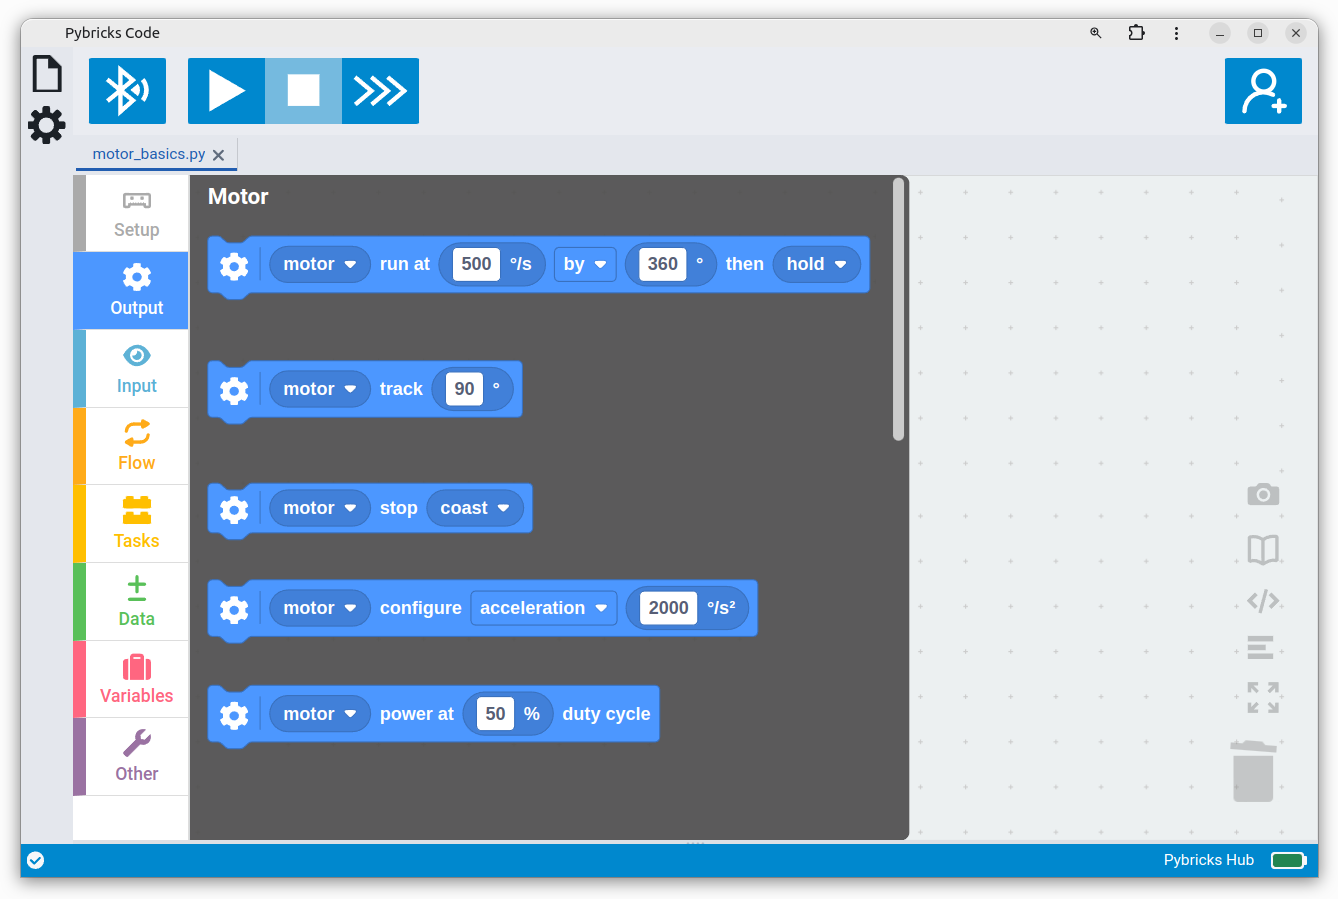 Pybricks Code
motor_basics.py
Setup
Output
Input
Flow
Tasks
Data
Variables
Other
Motor
motor run at 500 °/s by 360 ° then hold
motor track 90 °
motor stop coast
motor configure acceleration 2000 °/s²
motor power at 50 % duty cycle
Pybricks Hub